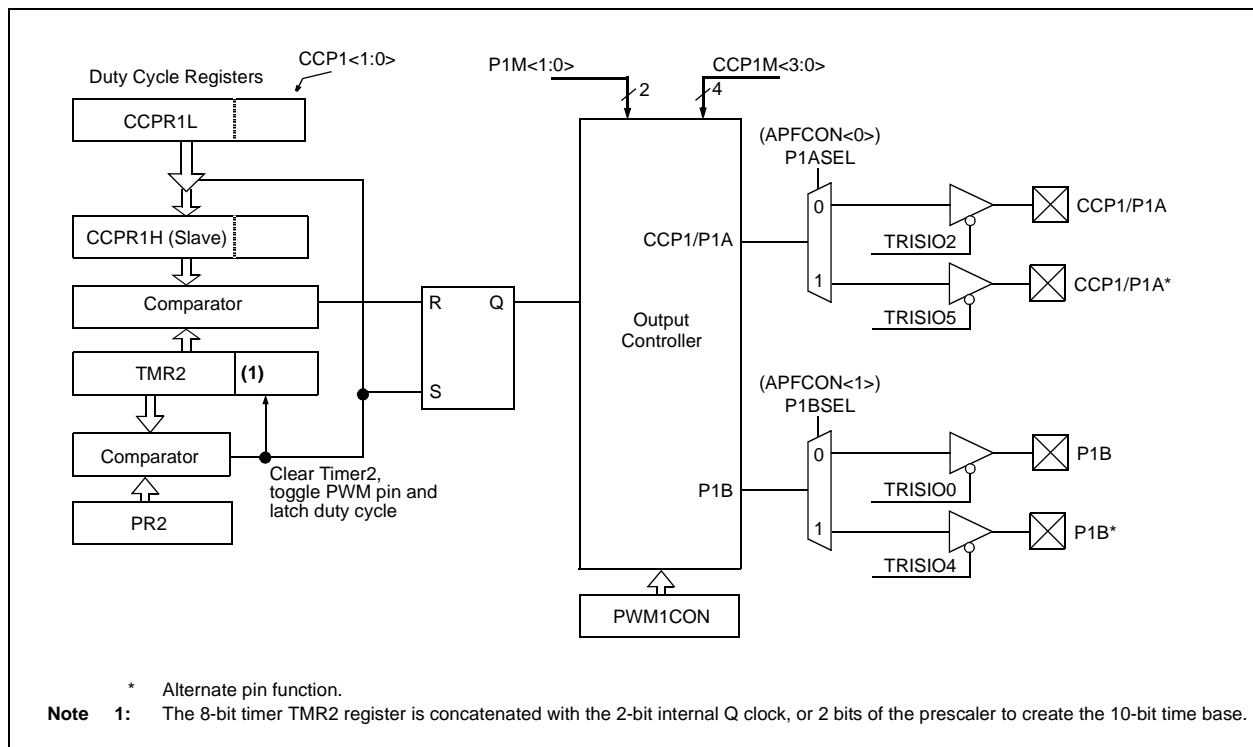 CCP1<1:0>
Duty Cycle Registers
CCPR1L
CCPR1H (Slave)
Comparator
TMR2
(1)
Comparator
PR2
Clear Timer2,
toggle PWM pin and
latch duty cycle
R
Q
S
P1M<1:0>
2
CCP1M<3:0>
4
CCP1/P1A
Output
Controller
P1B
PWM1CON
(APFCON<0>)
P1ASEL
0
1
TRISIO2
CCP1/P1A
TRISIO5
CCP1/P1A*
(APFCON<1>)
P1BSEL
0
1
TRISIO0
P1B
TRISIO4
P1B*
* Alternate pin function.
Note 1: The 8-bit timer TMR2 register is concatenated with the 2-bit internal Q clock, or 2 bits of the prescaler to create the 10-bit time base.